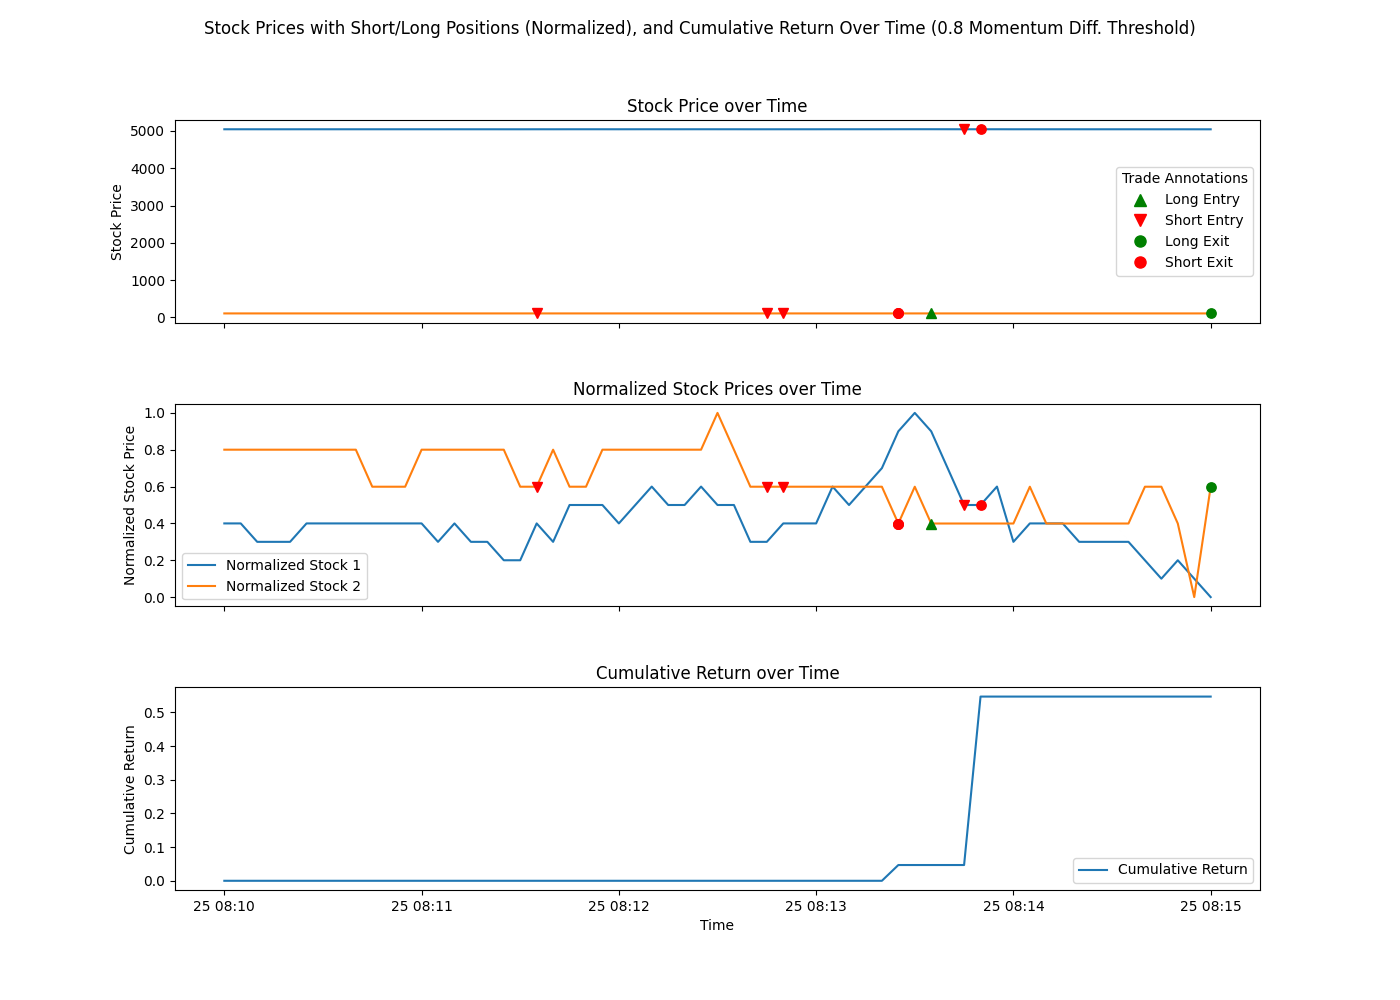 Stock Prices with Short/Long Positions (Normalized), and Cumulative Return Over Time (0.8 Momentum Diff. Threshold)
Stock Price over Time
Stock Price
5000
4000
3000
2000
1000
0
Trade Annotations
Long Entry
Short Entry
Long Exit
Short Exit
Normalized Stock Prices over Time
Normalized Stock Price
1.0
0.8
0.6
0.4
0.2
0.0
Normalized Stock 1
Normalized Stock 2
Cumulative Return over Time
Cumulative Return
0.5
0.4
0.3
0.2
0.1
0.0
Cumulative Return
25 08:10
25 08:11
25 08:12
25 08:13
25 08:14
25 08:15
Time